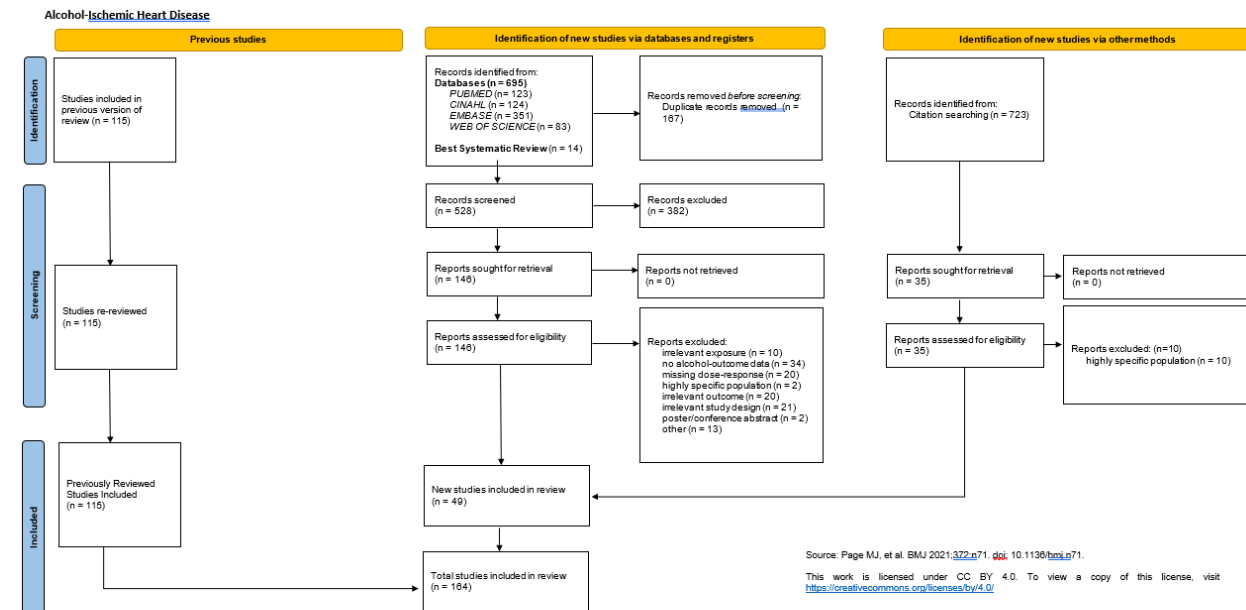 Alcohol-Ischemic Heart Disease
Previous studies
Identification of new studies via databases and registers
Identification of new studies via othermethods
Identification
Studies included in
previous version of
review (n = 115)
Records identified from:
Databases (n = 695)
PUBMED (n= 123)
CINAHL (n = 124)
EMBASE (n = 351)
WEB OF SCIENCE (n = 83)
Best Systematic Review (n = 14)
Records removed before screening:
Duplicate records removed (n =
167)
Records identified from:
Citation searching (n = 723)
Screening
Records screened
(n = 528)
Records excluded
(n = 382)
Studies re-reviewed
(n = 115)
Reports sought for retrieval
(n = 146)
Reports not retrieved
(n = 0)
Reports sought for retrieval
(n = 35)
Reports not retrieved
(n = 0)
Reports assessed for eligibility
(n = 146)
Reports excluded:
irrelevant exposure (n = 10)
no alcohol-outcome data (n = 34)
missing dose-response (n = 20)
highly specific population (n = 2)
irrelevant outcome (n = 20)
irrelevant study design (n = 21)
poster/conference abstract (n = 2)
other (n = 13)
Reports assessed for eligibility
(n = 35)
Reports excluded: (n=10)
highly specific population (n = 10)
Included
Previously Reviewed
Studies Included
(n = 115)
New studies included in review
(n = 49)
Total studies included in review
(n = 164)
Source: Page MJ, et al. BMJ 2021;372:n71. doi: 10.1136/bmj.n71.
This work is licensed under CC BY 4.0. To view a copy of this license, visit
https://creativecommons.org/licenses/by/4.0/